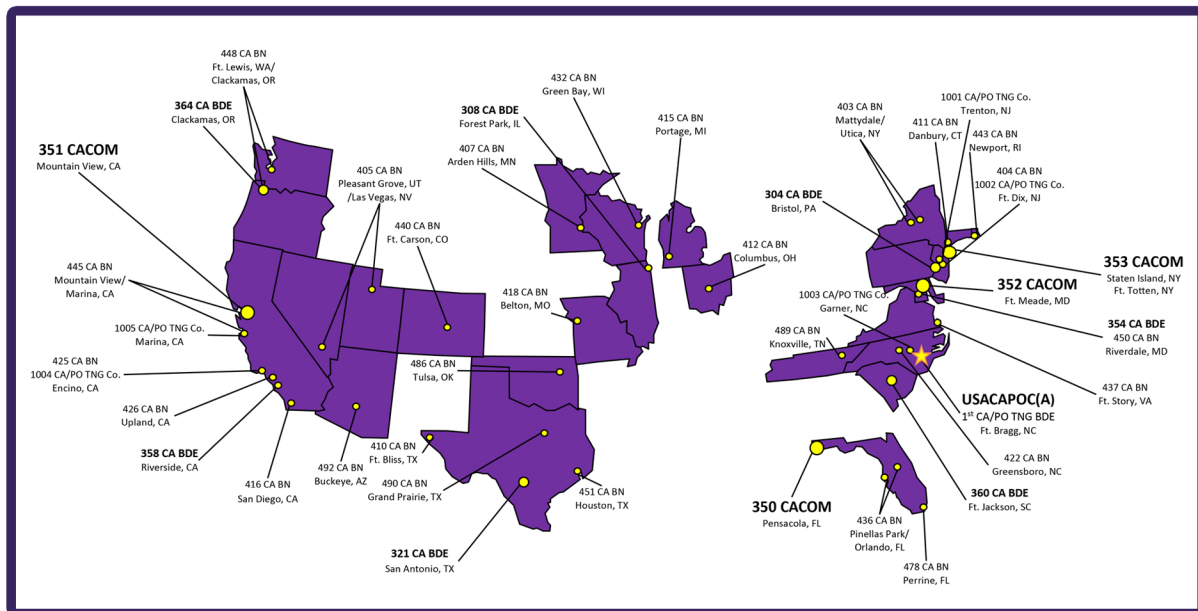 448 CA BN
Ft. Lewis, WA/
Clackamas, OR
364 CA BDE
Clackamas, OR
351 CACOM
Mountain View, CA
405 CA BN
Pleasant Grove, UT
/Las Vegas, NV
440 CA BN
Ft. Carson, CO
445 CA BN
Mountain View/
Marina, CA
1005 CA/PO TNG Co.
Marina, CA
425 CA BN
1004 CA/PO TNG Co.
Encino, CA
426 CA BN
Upland, CA
358 CA BDE
Riverside, CA
416 CA BN
San Diego, CA
492 CA BN
Buckeye, AZ
432 CA BN
Green Bay, WI
308 CA BDE
Forest Park, IL
407 CA BN
Arden Hills, MN
415 CA BN
Portage, MI
412 CA BN
Columbus, OH
418 CA BN
Belton, MO
486 CA BN
Tulsa, OK
410 CA BN
Ft. Bliss, TX
490 CA BN
Grand Prairie, TX
451 CA BN
Houston, TX
321 CA BDE
San Antonio, TX
403 CA BN
Mattydale/
Utica, NY
1001 CA/PO TNG Co.
Trenton, NJ
411 CA BN
Danbury, CT
443 CA BN
Newport, RI
404 CA BN
1002 CA/PO TNG Co.
Ft. Dix, NJ
304 CA BDE
Bristol, PA
353 CACOM
Staten Island, NY
Ft. Totten, NY
352 CACOM
Ft. Meade, MD
1003 CA/PO TNG Co.
Garner, NC
354 CA BDE
450 CA BN
Riverdale, MD
489 CA BN
Knoxville, TN
437 CA BN
Ft. Story, VA
USACAPOC(A)
1st CA/PO TNG BDE
Ft. Bragg, NC
422 CA BN
Greensboro, NC
360 CA BDE
Ft. Jackson, SC
350 CACOM
Pensacola, FL
436 CA BN
Pinellas Park/
Orlando, FL
478 CA BN
Perrine, FL